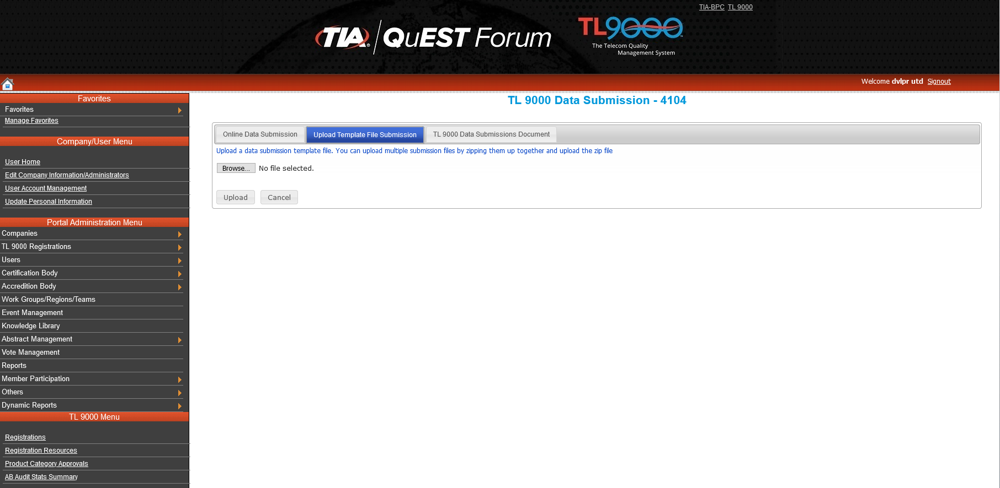 TIA-BPC TL 9000
TIA QuEST Forum
TL9000
The Telecom Quality
Management System
Welcome dvlpr utd Signout
Favorites
Favorites
Manage Favorites
Company/User Menu
User Home
Edit Company Information/Administrators
User Account Management
Update Personal Information
Portal Administration Menu
Companies
TL 9000 Registrations
Users
Certification Body
Accredition Body
Work Groups/Regions/Teams
Event Management
Knowledge Library
Abstract Management
Vote Management
Reports
Member Participation
Others
Dynamic Reports
TL 9000 Menu
Registrations
Registration Resources
Product Category Approvals
AB Audit Stats Summary
TL 9000 Data Submission - 4104
Online Data Submission Upload Template File Submission TL 9000 Data Submissions Document
Upload a data submission template file. You can upload multiple submission files by zipping them up together and upload the zip file
Browse... No file selected.
Upload Cancel